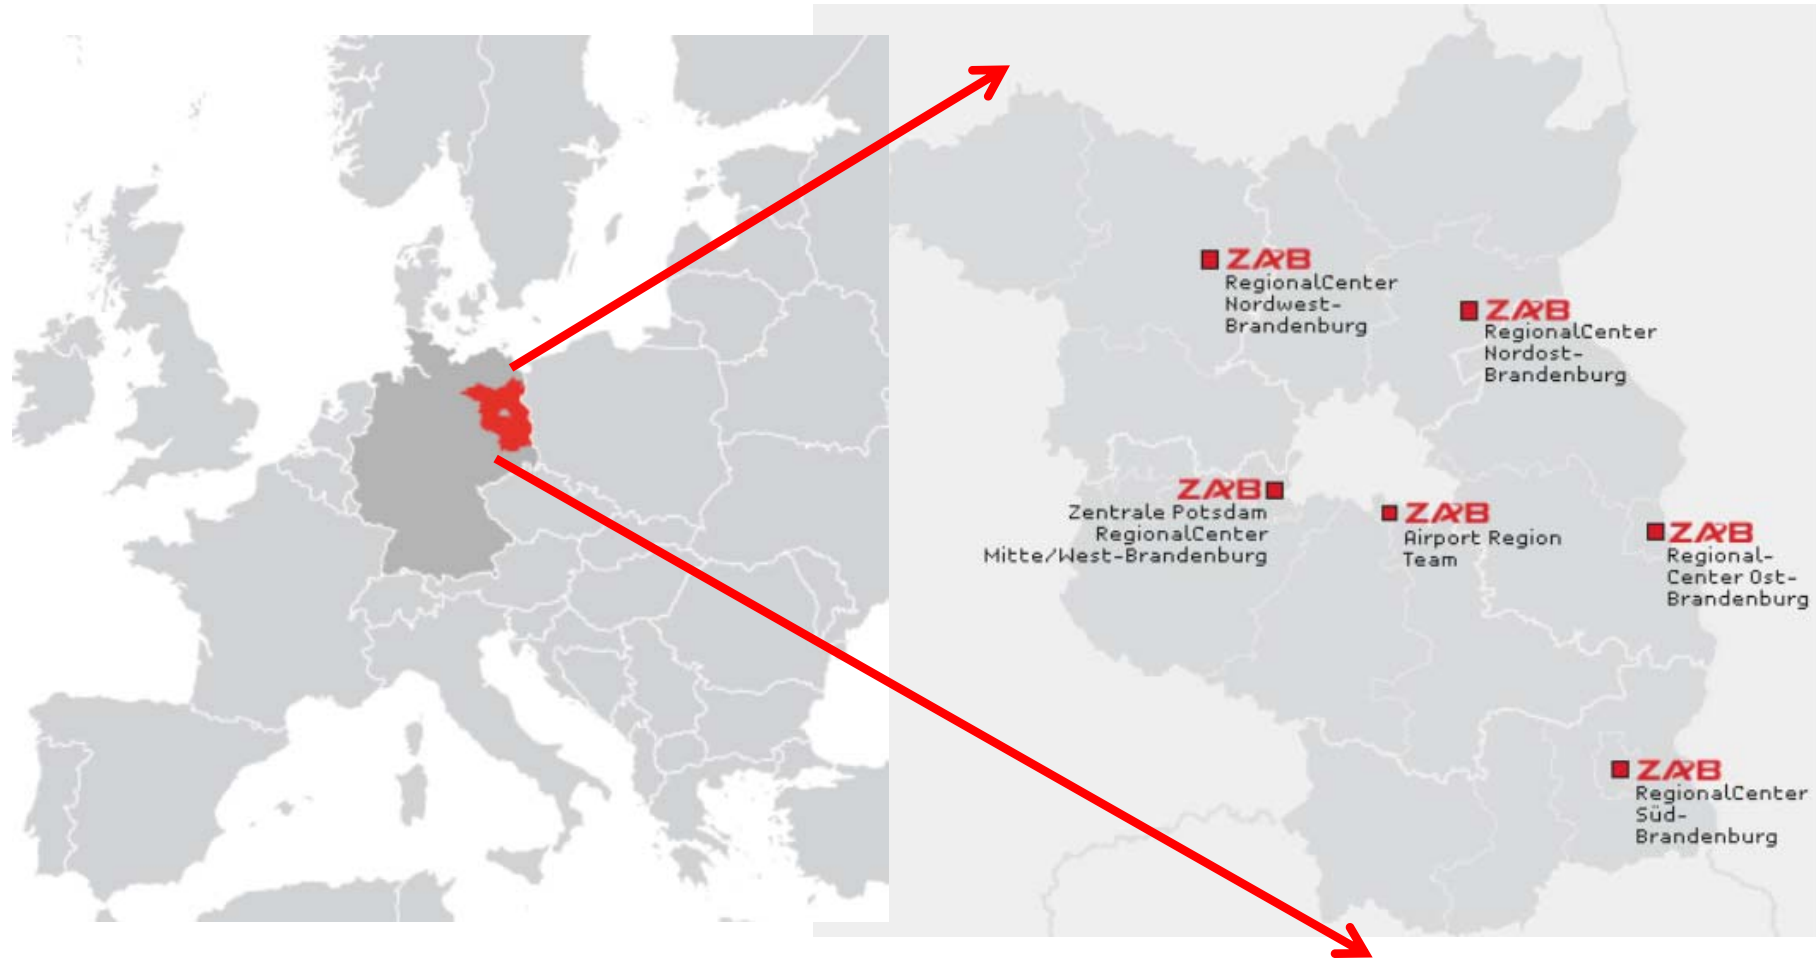 ZAB
RegionalCenter
Nordwest-
Brandenburg
ZAB
RegionalCenter
Nordost-
Brandenburg
ZAB
Zentrale Potsdam
RegionalCenter
Mitte/West-Brandenburg
ZAB
Airport Region
Team
ZAB
Regional-
Center Ost-
Brandenburg
ZAB
RegionalCenter
Süd-
Brandenburg